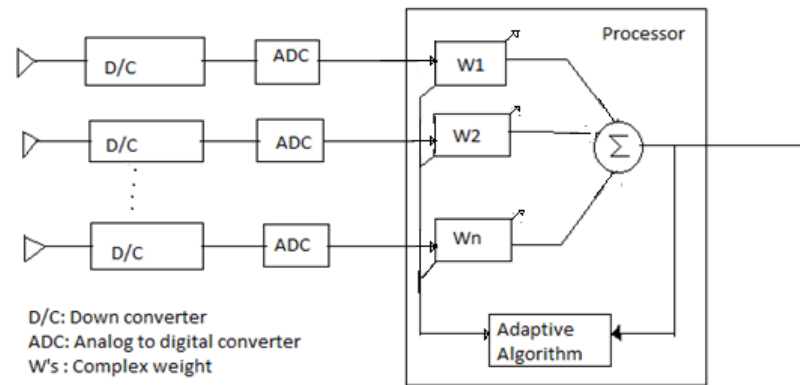 Processor
D/C
ADC
W1
D/C
ADC
W2
Σ
D/C
ADC
Wn
D/C: Down converter
ADC: Analog to digital converter
W's : Complex weight
Adaptive
Algorithm